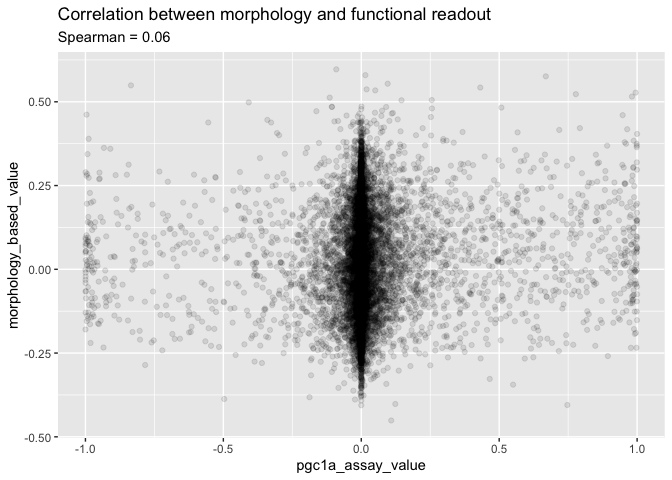 Correlation between morphology and functional readout
Spearman = 0.06
morphology_based_value
0.50
0.25
0.00
-0.25
-0.50
-1.0 -0.5 0.0 0.5 1.0
pgc1a_assay_value